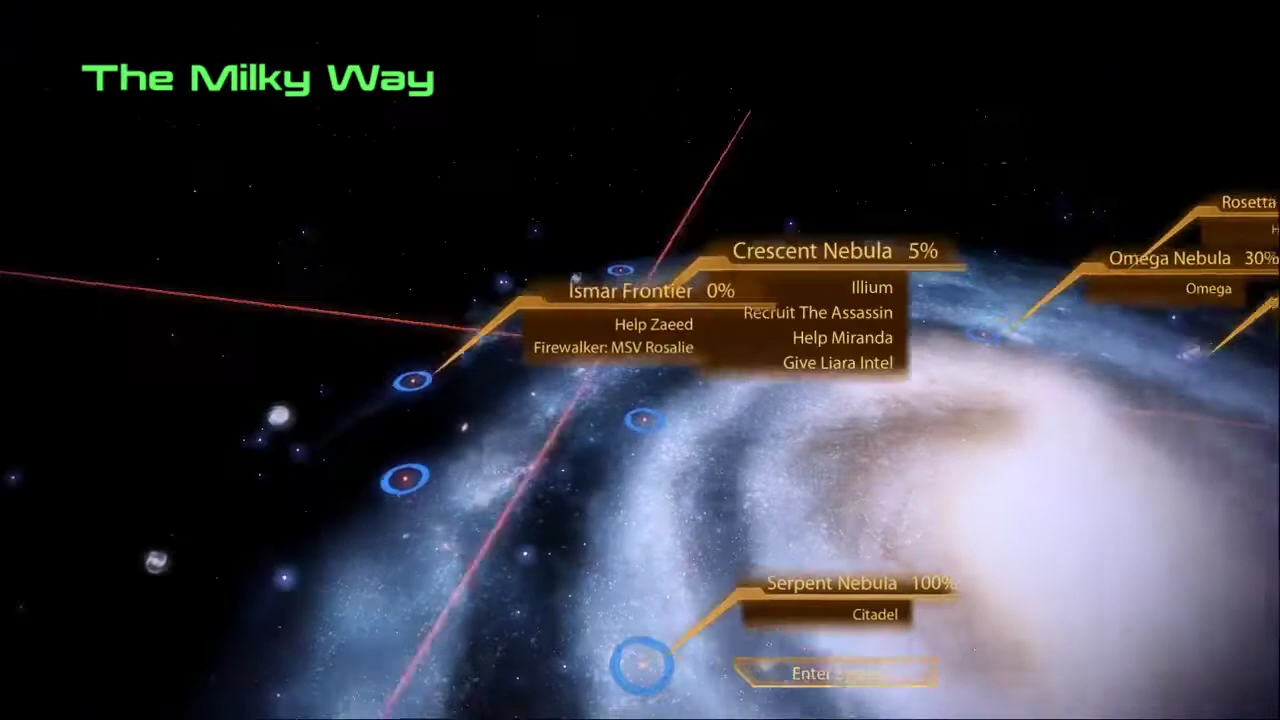 The Milky Way
Rosetta
Crescent Nebula 5%
Omega Nebula 30%
Illium
Omega
Ismar Frontier 0%
Recruit The Assassin
Help Zaeed
Help Miranda
Firewalker: MSV Rosalie
Give Liara Intel
Serpent Nebula 100%
Citadel
Enter